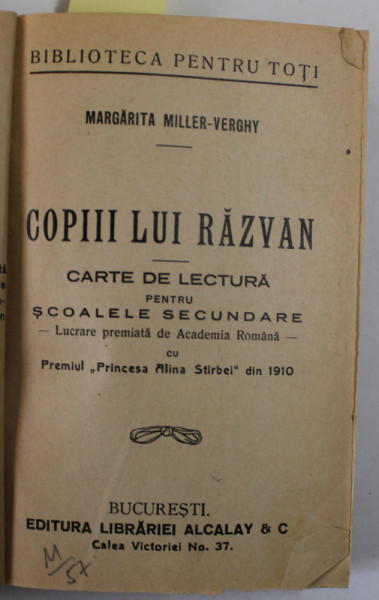 BIBLIOTECA PENTRU TOȚI
MARGĂRITA MILLER-VERGHY
COPIII LUI RĂZVAN
CARTE DE LECTURĂ
PENTRU
ȘCOALELE SECUNDARE
— Lucrare premiată de Academia Română —
CU
Premiul „Princesa Alina Stirbei" din 1910
BUCUREȘTI.
EDITURA LIBRĂRIEI ALCALAY & C
Calea Victoriei No. 37.